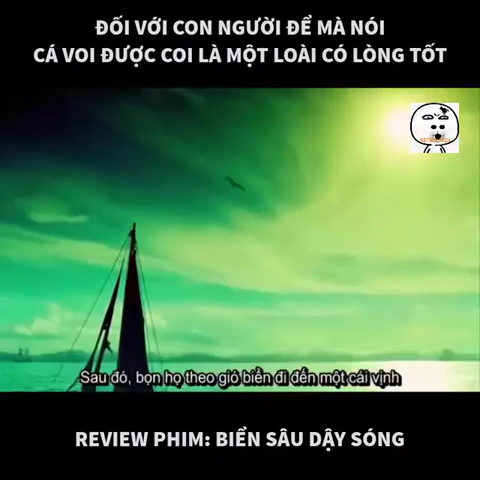 ĐỐI VỚI CON NGƯỜI ĐỂ MÀ NÓI
CÁ VOI ĐƯỢC COI LÀ MỘT LOÀI CÓ LÒNG TỐT
Sau đó, bọn họ theo gió biển đi đến một cái vịnh
REVIEW PHIM: BIỂN SÂU DẬY SÓNG